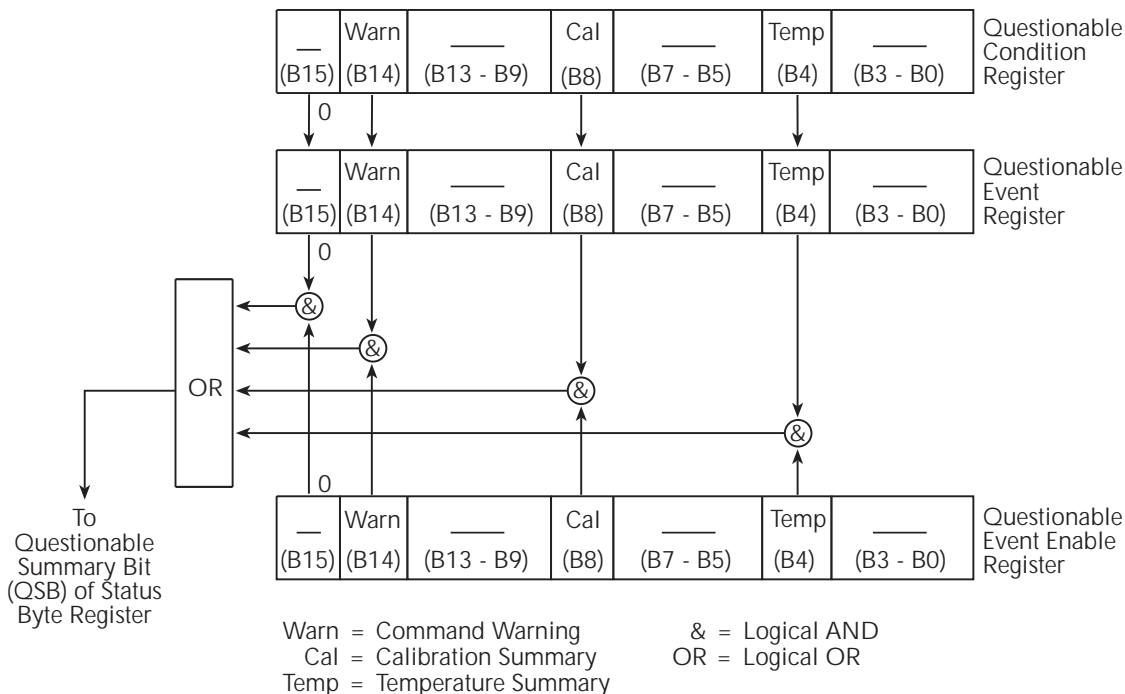 Warn Cal Temp
(B15) (B14) (B13 - B9) (B8) (B7 - B5) (B4) (B3 - B0)
Questionable
Condition
Register
0
Warn Cal Temp
(B15) (B14) (B13 - B9) (B8) (B7 - B5) (B4) (B3 - B0)
Questionable
Event
Register
0
&
&
OR
&
&
0
To
Questionable
Summary Bit
(QSB) of Status
Byte Register
Warn Cal Temp
(B15) (B14) (B13 - B9) (B8) (B7 - B5) (B4) (B3 - B0)
Questionable
Event Enable
Register
Warn = Command Warning
Cal = Calibration Summary
Temp = Temperature Summary
& = Logical AND
OR = Logical OR